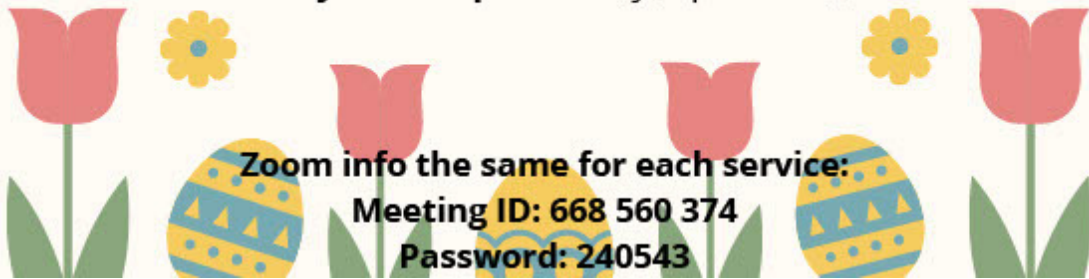 Zoom info the same for each service:
Meeting ID: 668 560 374
Password: 240543